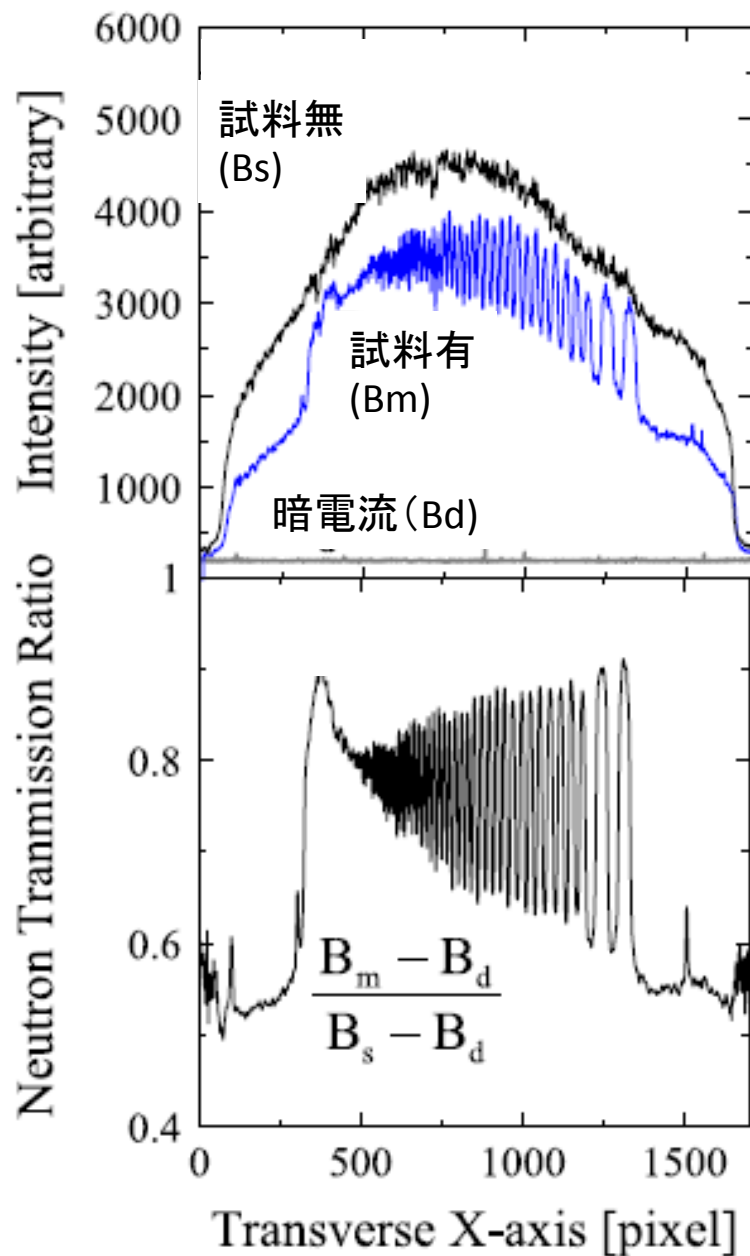 6000
5000
4000
3000
2000
1000
Intensity [arbitrary]
試料無
(Bs)
試料有
(Bm)
暗電流(Bd)
1
0.8
0.6
0.4
Neutron Tranmission Ratio
B_m − B_d
B_s − B_d
0 500 1000 1500
Transverse X-axis [pixel]